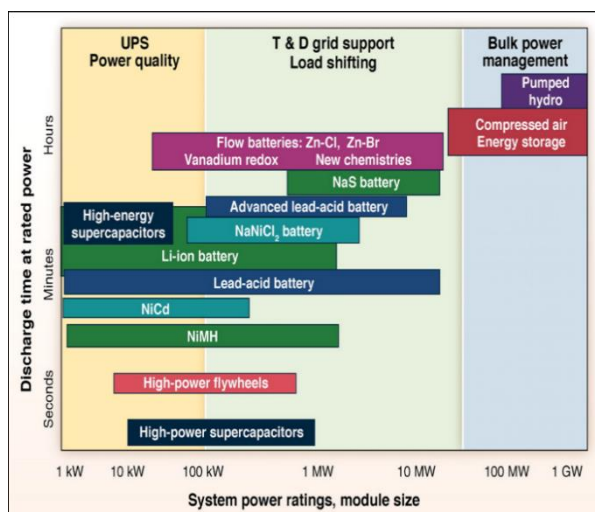 UPS
Power quality
T & D grid support
Load shifting
Bulk power
management
Pumped
hydro
Compressed air
Energy storage
Flow batteries: Zn-Cl, Zn-Br
Vanadium redox New chemistries
NaS battery
Advanced lead-acid battery
High-energy
supercapacitors
NaNiCl₂ battery
Li-ion battery
Lead-acid battery
NiCd
NiMH
High-power flywheels
High-power supercapacitors
Discharge time at rated power
Hours
Minutes
Seconds
1 kW 10 kW 100 kW 1 MW 10 MW 100 MW 1 GW
System power ratings, module size